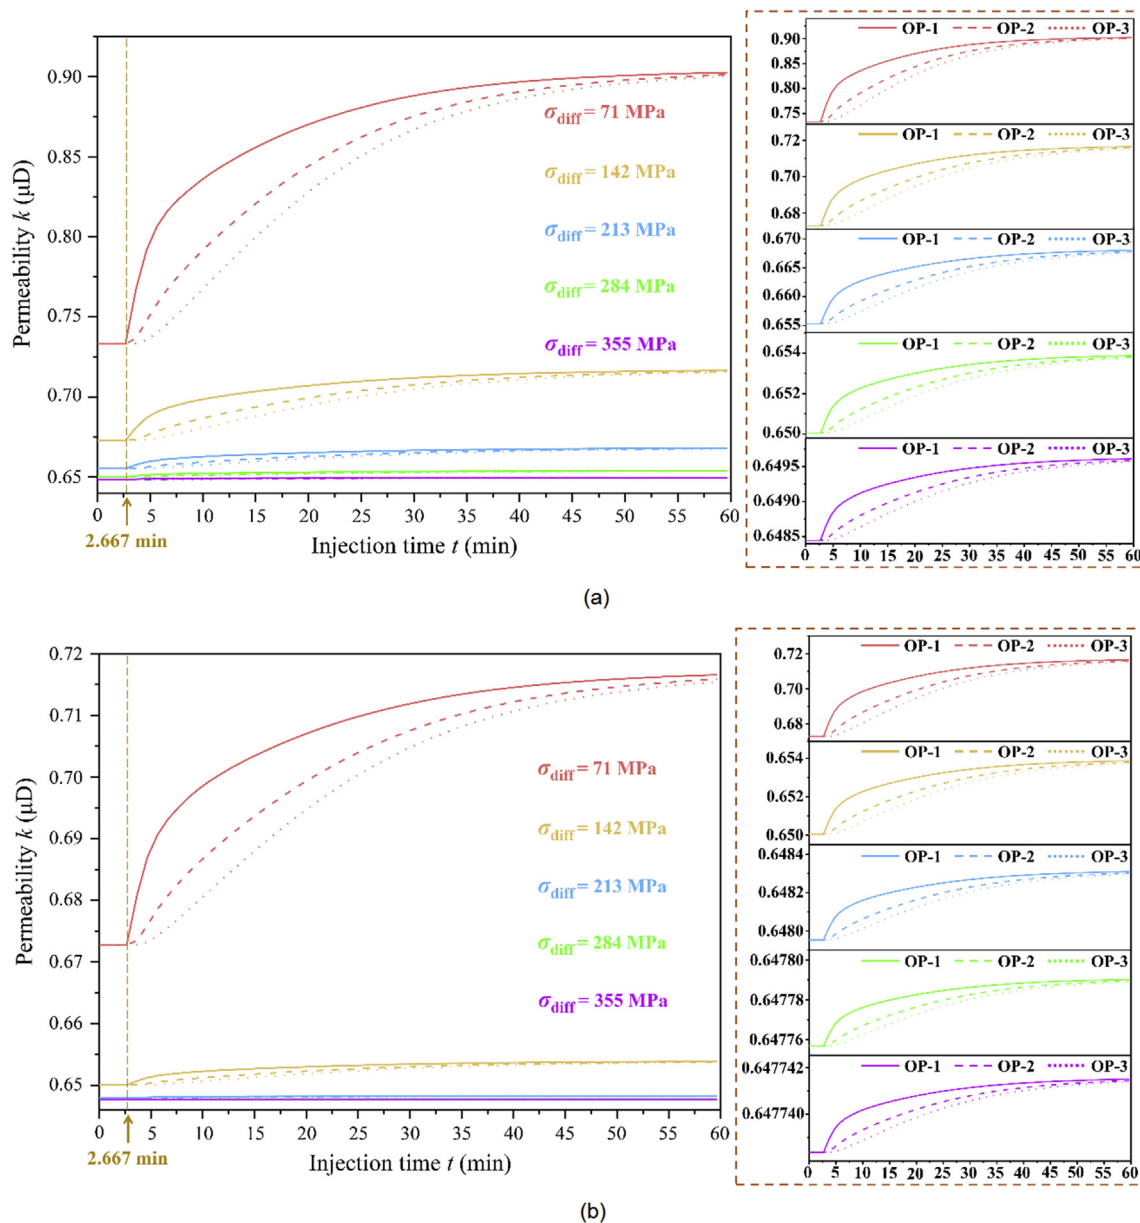 0.90
0.85
0.80
0.75
0.70
0.65
Permeability k (μD)
σdiff = 71 MPa
σdiff = 142 MPa
σdiff = 213 MPa
σdiff = 284 MPa
σdiff = 355 MPa
0 5 10 15 20 25 30 35 40 45 50 55 60
2.667 min
Injection time t (min)
OP-1 OP-2 OP-3
0.90
0.85
0.80
0.75
OP-1 OP-2 OP-3
0.72
0.70
0.68
OP-1 OP-2 OP-3
0.670
0.665
0.660
0.655
OP-1 OP-2 OP-3
0.654
0.652
0.650
OP-1 OP-2 OP-3
0.6495
0.6490
0.6485
0 5 10 15 20 25 30 35 40 45 50 55 60
(a)
0.72
0.71
0.70
0.69
0.68
0.67
0.66
0.65
Permeability k (μD)
σdiff = 71 MPa
σdiff = 142 MPa
σdiff = 213 MPa
σdiff = 284 MPa
σdiff = 355 MPa
0 5 10 15 20 25 30 35 40 45 50 55 60
2.667 min
Injection time t (min)
OP-1 OP-2 OP-3
0.72
0.70
0.68
OP-1 OP-2 OP-3
0.654
0.652
0.650
OP-1 OP-2 OP-3
0.6484
0.6482
0.6480
OP-1 OP-2 OP-3
0.64780
0.64778
0.64776
OP-1 OP-2 OP-3
0.647742
0.647740
0 5 10 15 20 25 30 35 40 45 50 55 60
(b)